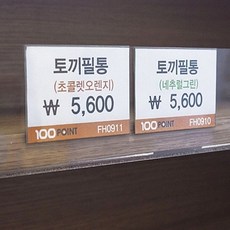 토끼필통
(초콜렛오렌지)
₩ 5,600
100 POINT FH0911
토끼필통
(네추럴그린)
₩ 5,600
100 POINT FH0910